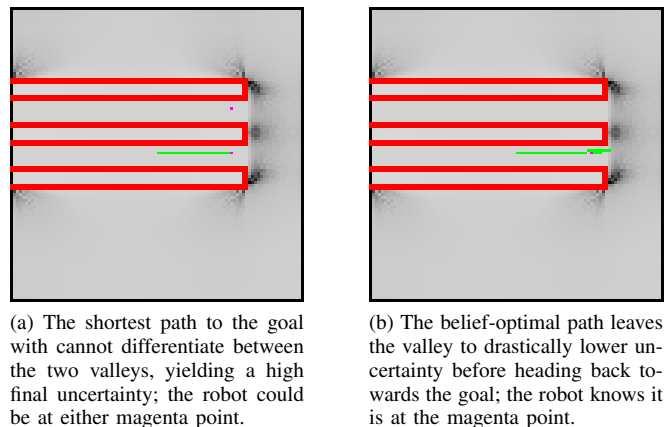 (a) The shortest path to the goal
with cannot differentiate between
the two valleys, yielding a high
final uncertainty; the robot could
be at either magenta point.
(b) The belief-optimal path leaves
the valley to drastically lower un-
certainty before heading back to-
wards the goal; the robot knows it
is at the magenta point.